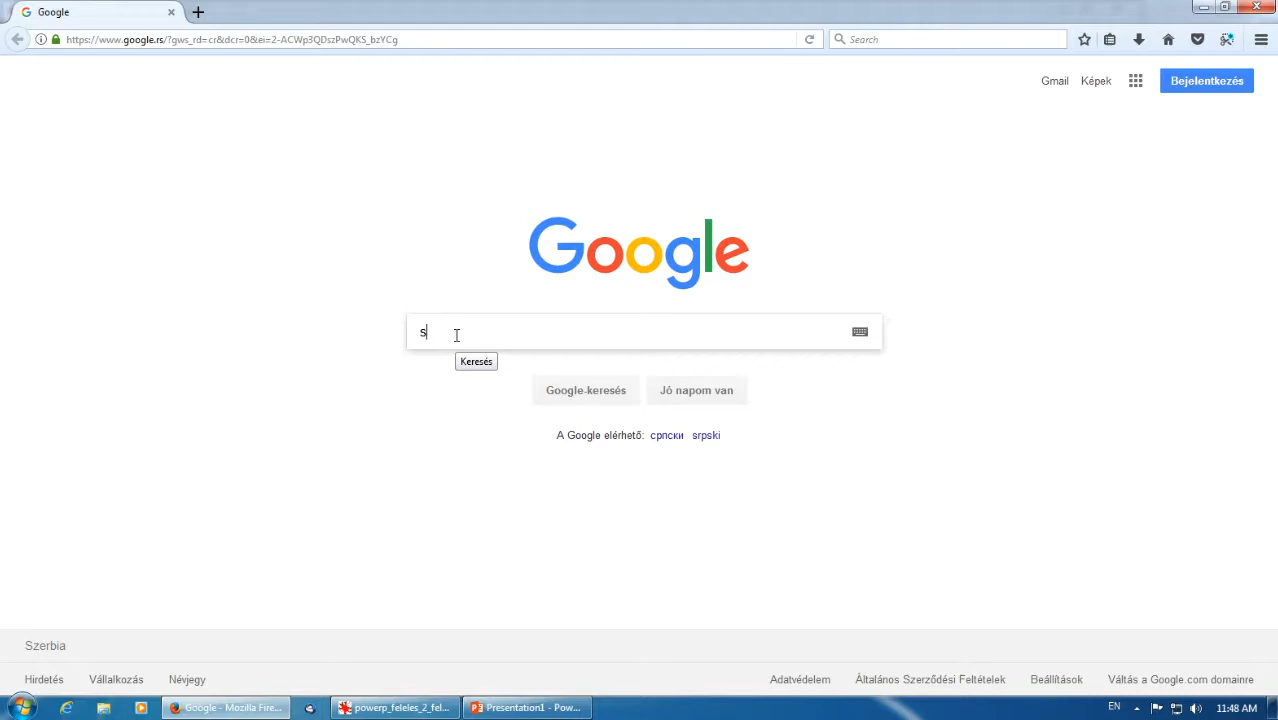 Google
https://www.google.rs/?gws_rd=cr&dcr=0&ei=2-ACWp3QDszPwQKS_bzYCg
Search
Gmail Képek Bejelentkezés
Google
s
Keresés
Google-keresés Jó napom van
A Google elérhető: српски srpski
Szerbia
Hirdetés Vállalkozás Névjegy Adatvédelem Általános Szerződési Feltételek Beállítások Váltás a Google.com domainre
Google - Mozilla Fire... powerp_feleles_2_fel... Presentation1 - Pow... EN 11:48 AM